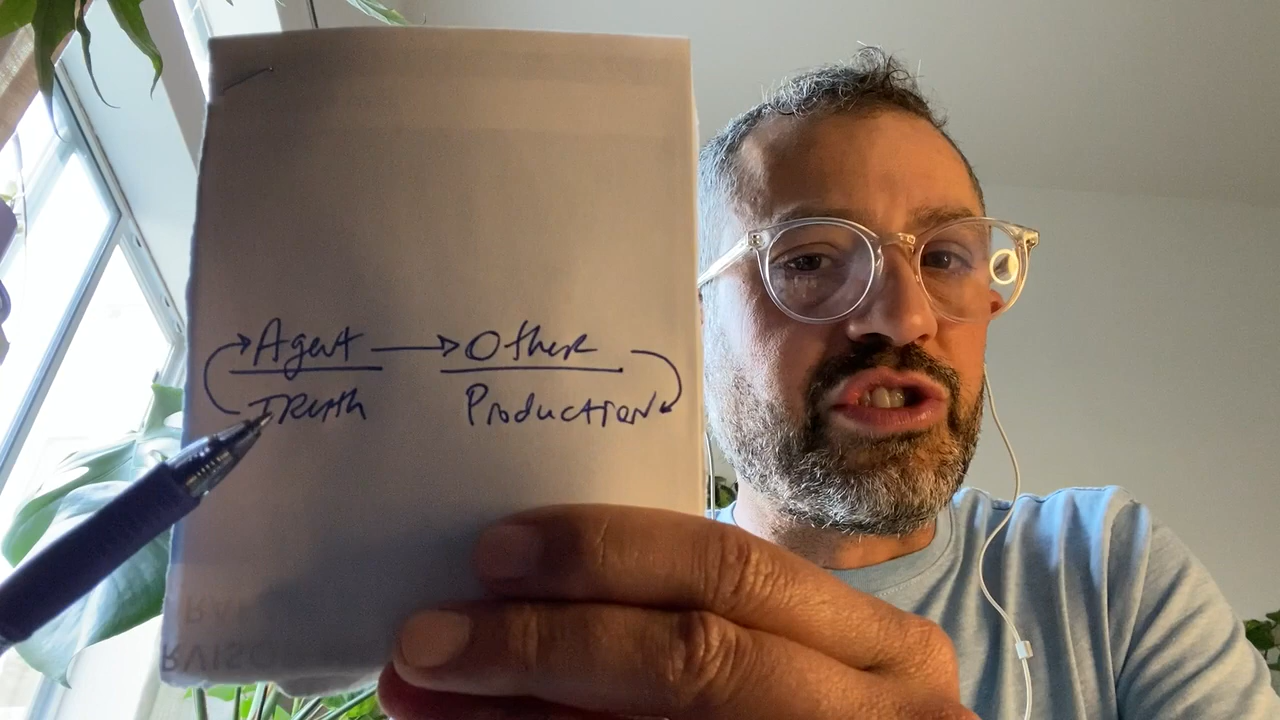 Agent → Other
Truth Production